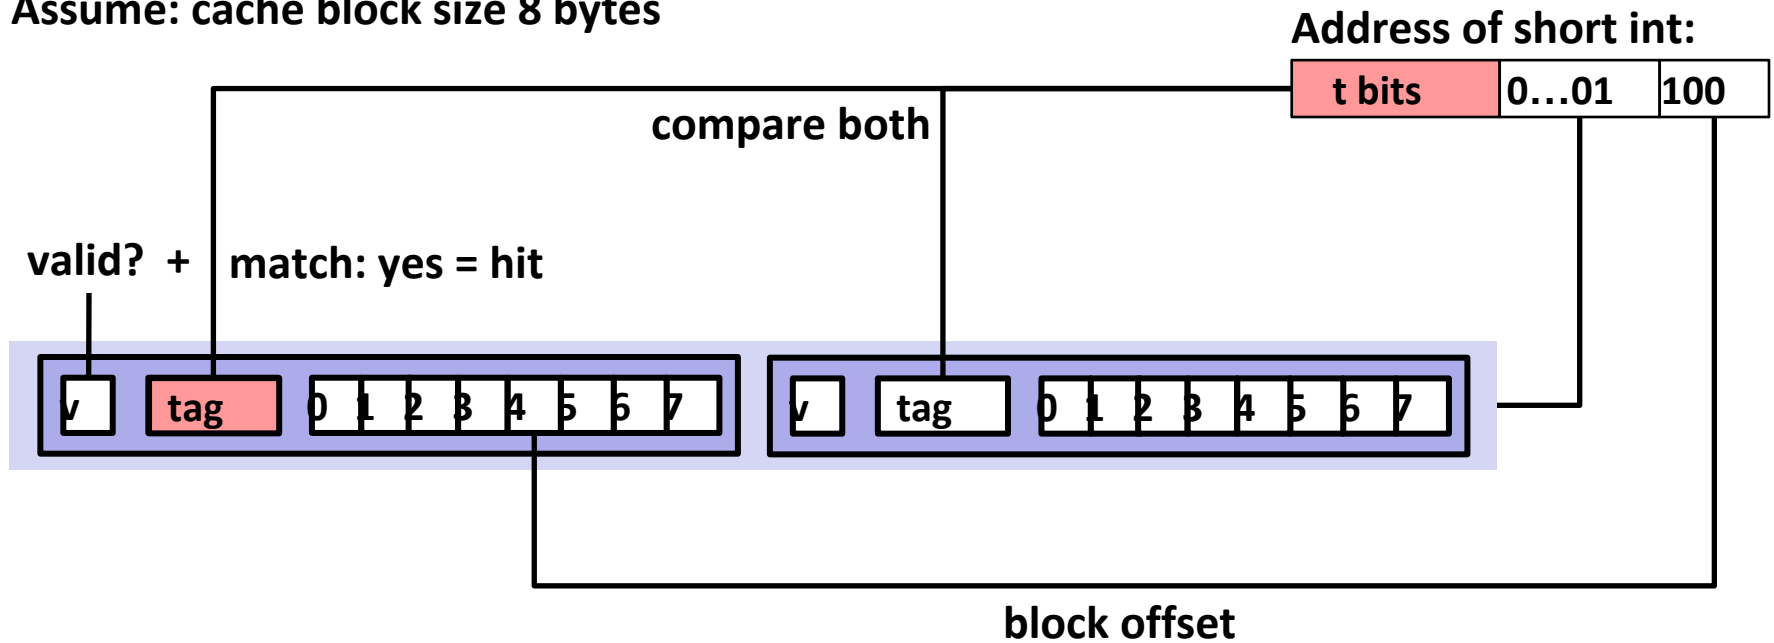 Assume: cache block size 8 bytes
Address of short int:
t bits 0...01 100
compare both
valid? + match: yes = hit
v tag 0 1 2 3 4 5 6 7 v tag 0 1 2 3 4 5 6 7
block offset